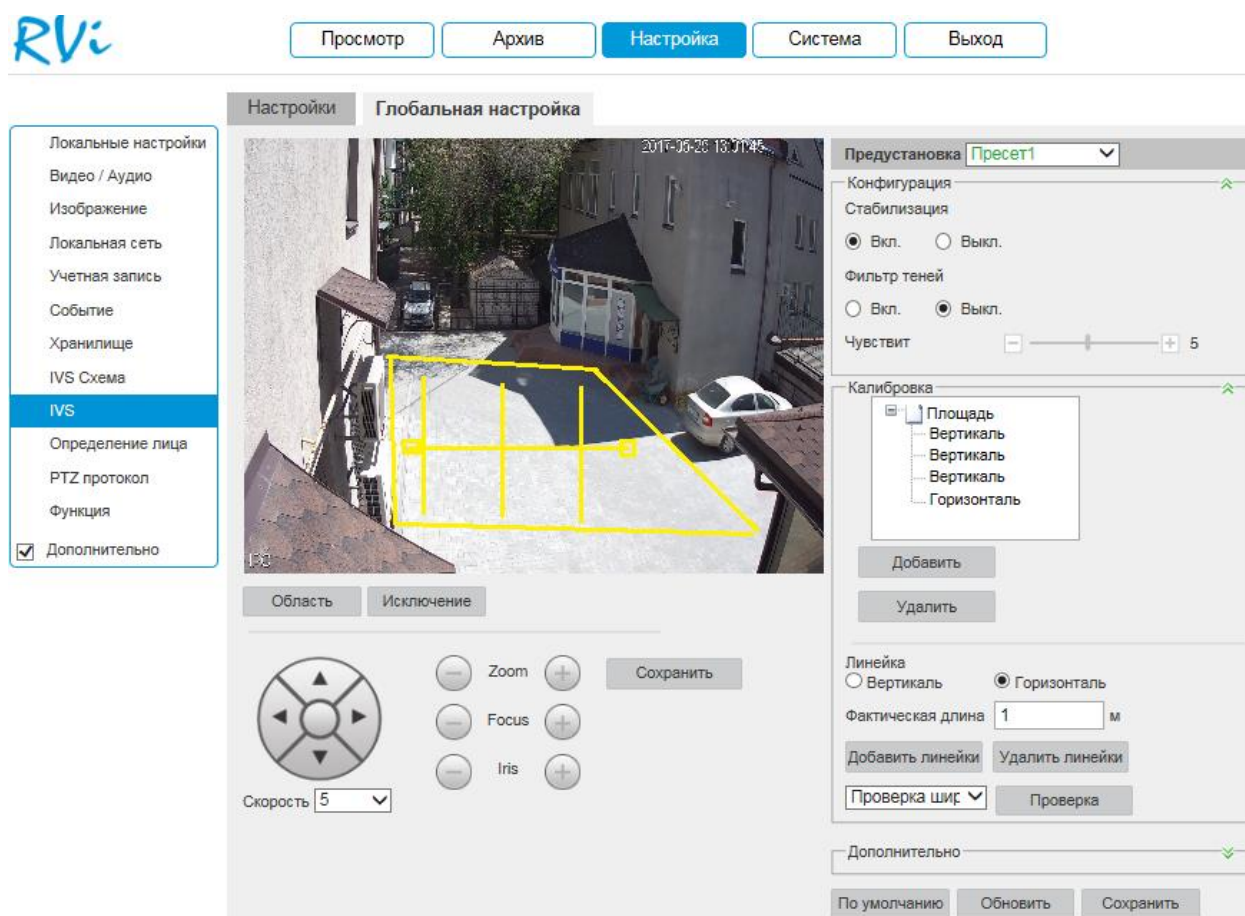 RVi
Просмотр Архив Настройка Система Выход
Настройки Глобальная настройка
Локальные настройки
Видео / Аудио
Изображение
Локальная сеть
Учетная запись
Событие
Хранилище
IVS Схема
IVS
Определение лица
PTZ протокол
Функция
Дополнительно
IPC
Область Исключение
Zoom
Focus
Iris
Сохранить
Скорость 5
Предустановка Пресет1
Конфигурация
Стабилизация
Вкл. Выкл.
Фильтр теней
Вкл. Выкл.
Чувствит 5
Калибровка
Площадь
Вертикаль
Вертикаль
Вертикаль
Горизонталь
Добавить
Удалить
Линейка
Вертикаль Горизонталь
Фактическая длина 1 м
Добавить линейки Удалить линейки
Проверка шир Проверка
Дополнительно
По умолчанию Обновить Сохранить